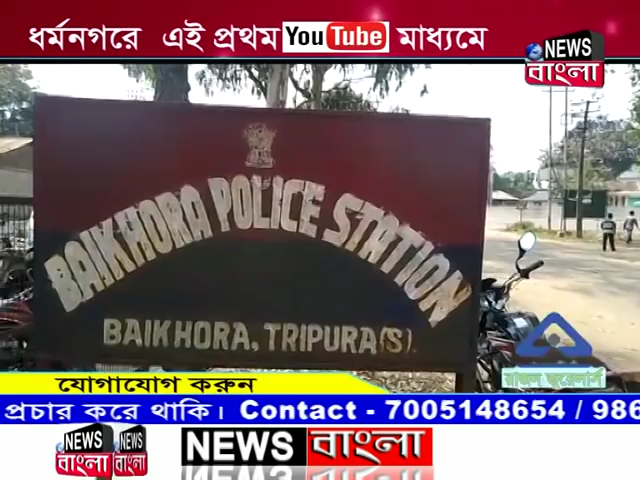 ধর্মনগরে এই প্রথম YouTube মাধ্যমে
NEWS
বাংলা
BAIKHORA POLICE STATION
BAIKHORA, TRIPURA(S).
যোগাযোগ করুন
প্রচার করে থাকি। Contact - 7005148654 / 986
NEWS
বাংলা
NEWS
বাংলা
NEWS বাংলা